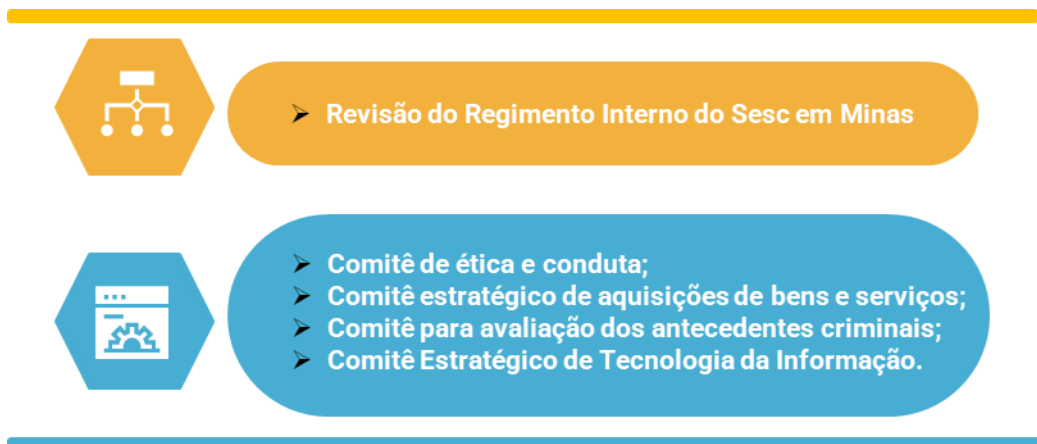 ➢ Revisão do Regimento Interno do Sesc em Minas
➢ Comitê de ética e conduta;
➢ Comitê estratégico de aquisições de bens e serviços;
➢ Comitê para avaliação dos antecedentes criminais;
➢ Comitê Estratégico de Tecnologia da Informação.